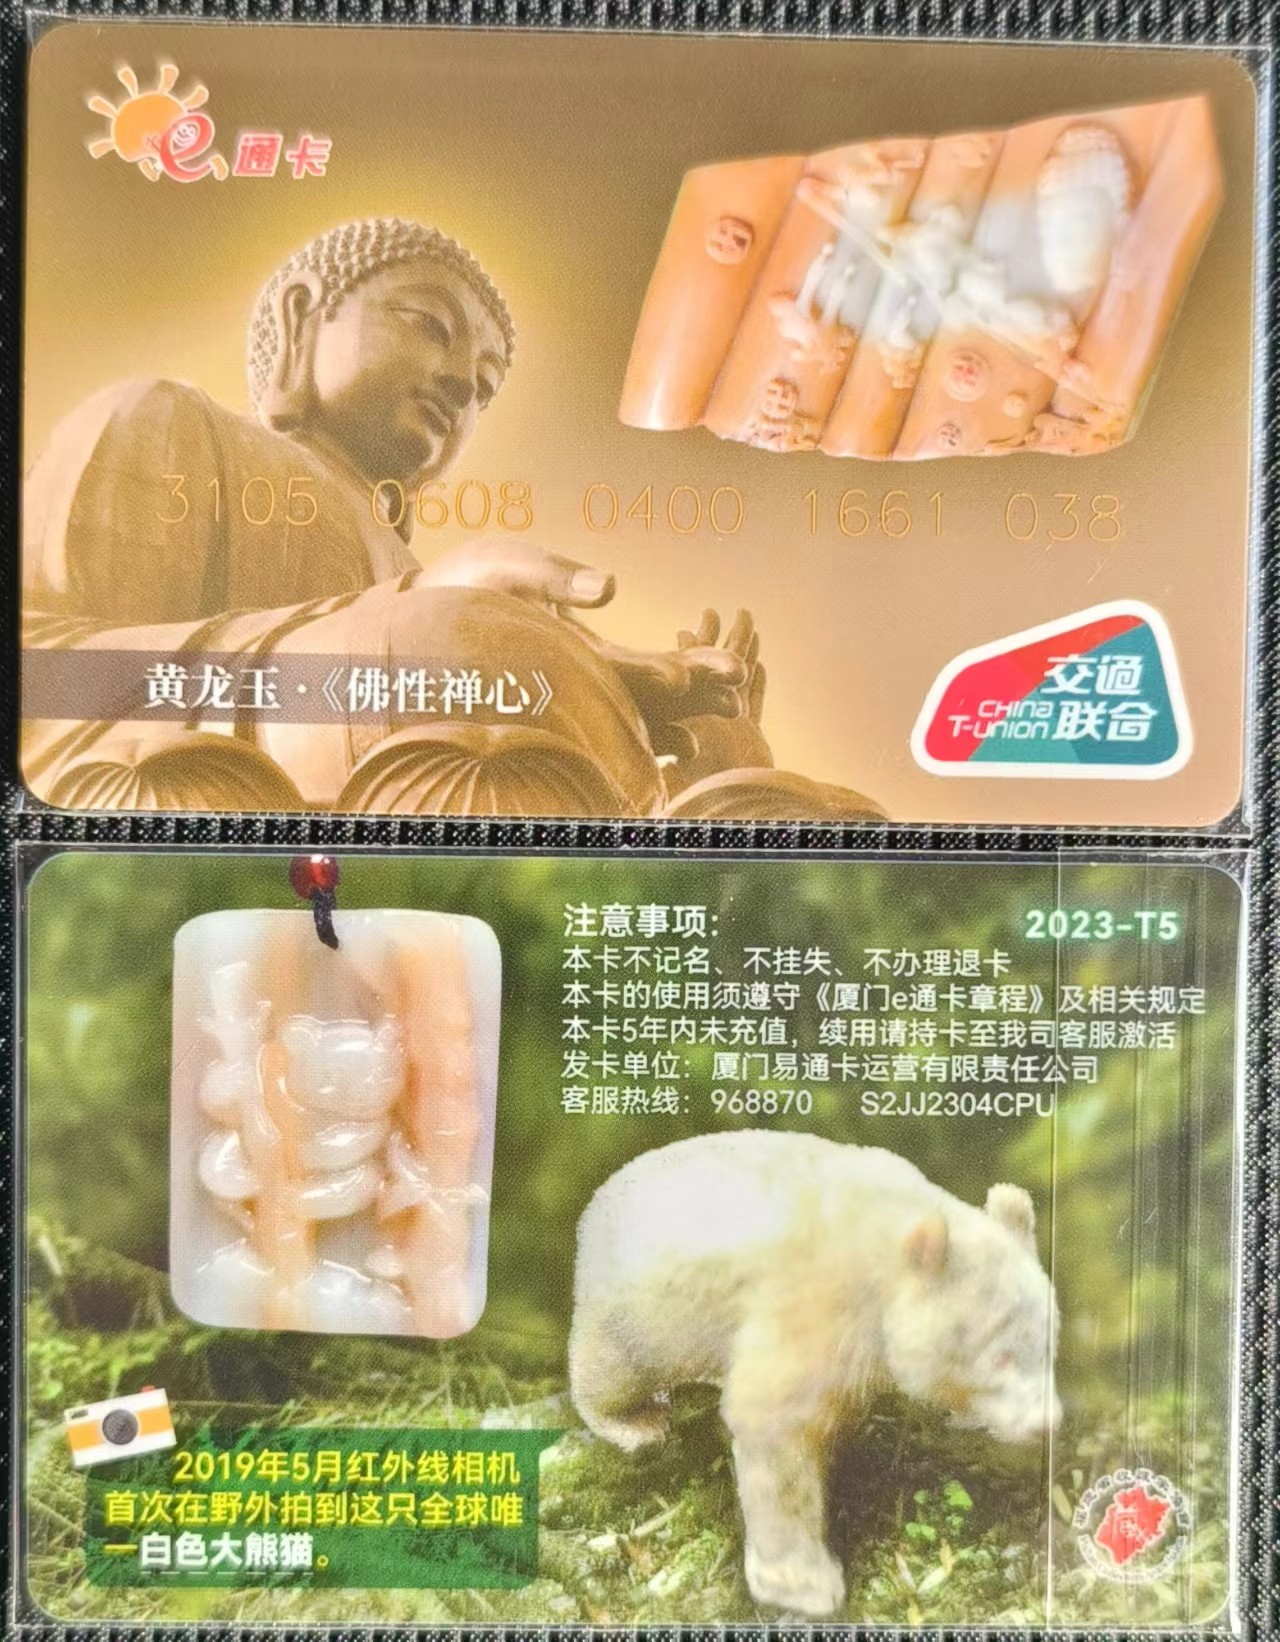 e通卡
3105 0608 0400 1661 038
黄龙玉·《佛性禅心》
交通
CHINA
T-UNION 联合
注意事项：
2023-T5
本卡不记名、不挂失、不办理退卡
本卡的使用须遵守《厦门e通卡章程》及相关规定
本卡5年内未充值，续用请持卡至我司客服激活
发卡单位：厦门易通卡运营有限责任公司
客服热线：968870 S2JJ2304CPU
2019年5月红外线相机
首次在野外拍到这只全球唯
一白色大熊猫。